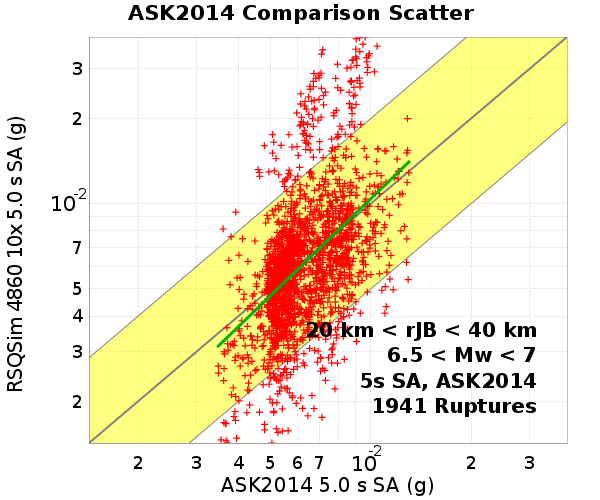 ASK2014 Comparison Scatter
RSQSim 4860 10x 5.0 s SA (g)
3
2
10^-2
7
5
4
3
2
20 km < rJB < 40 km
6.5 < Mw < 7
5s SA, ASK2014
1941 Ruptures
2 3 4 5 6 7 10^-2 2 3
ASK2014 5.0 s SA (g)